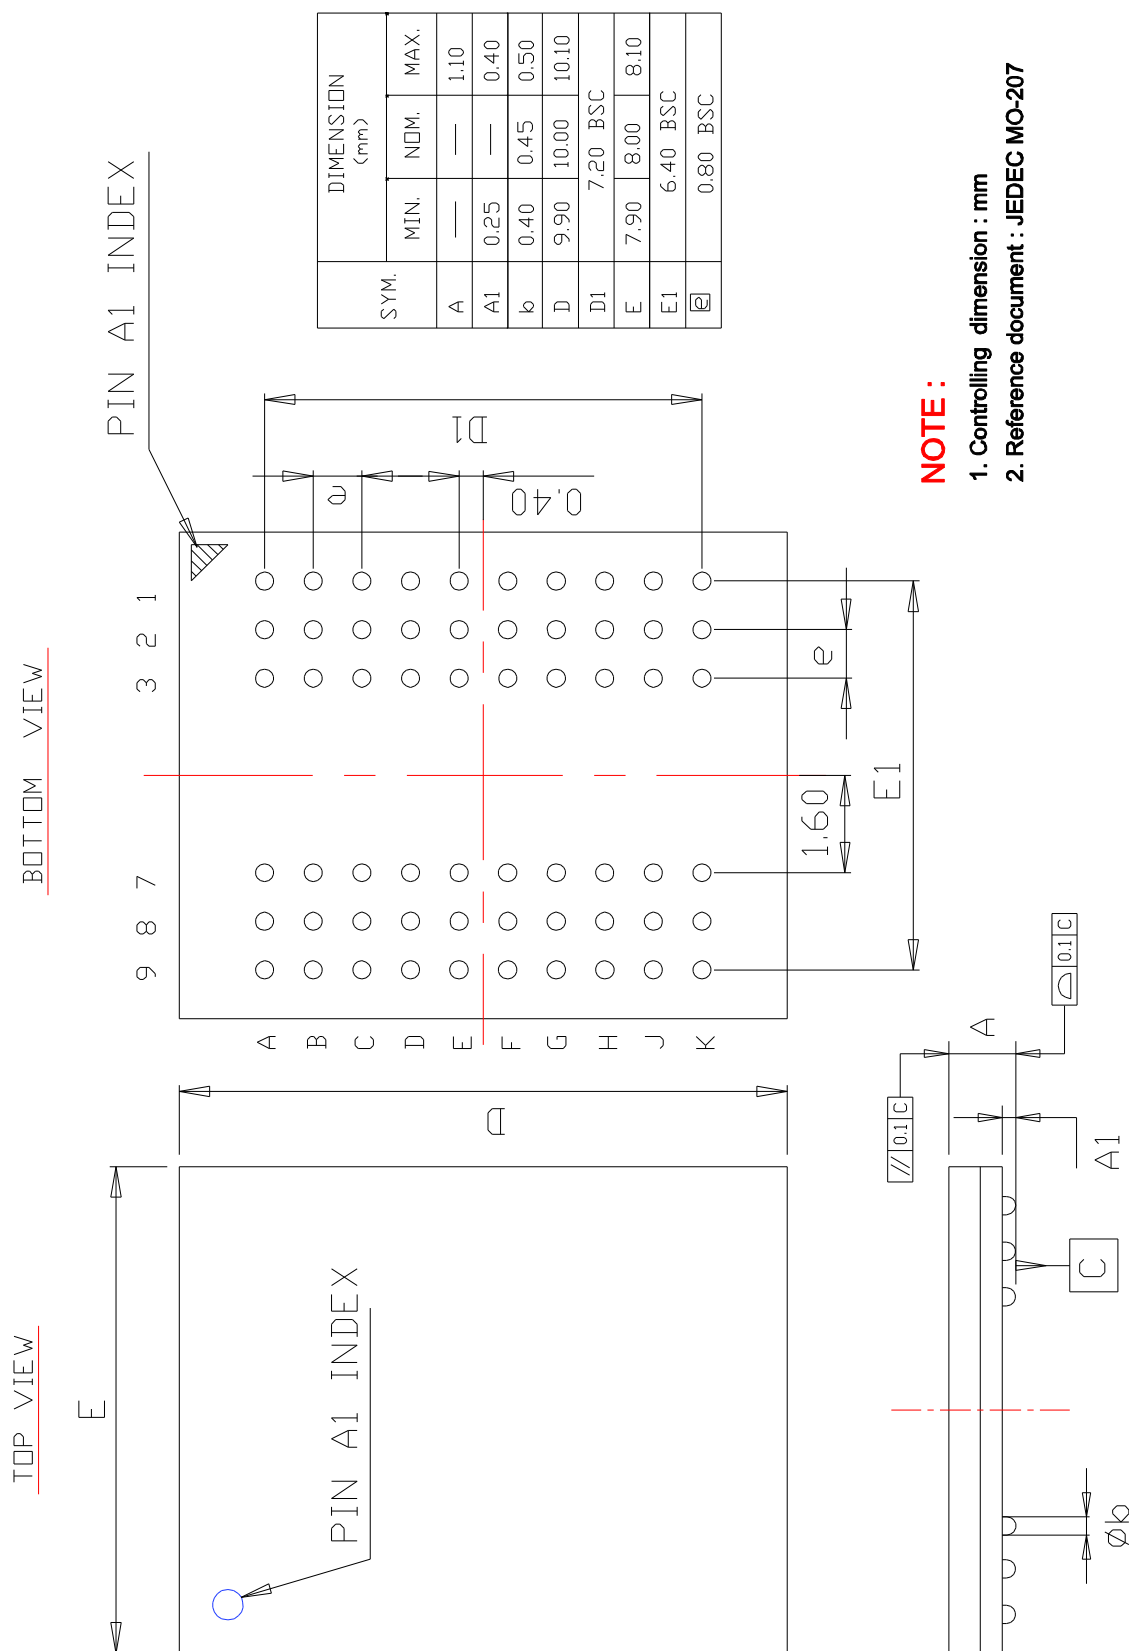 TOP VIEW
E
PIN A1 INDEX
D
BOTTOM VIEW
9 8 7 3 2 1
PIN A1 INDEX
A
B
C
D
E
F
G
H
J
K
e
D1
0.40
1.60
e
E1
// 0.1 C
A
0.1 C
A1
C
Øb
SYM. DIMENSION (mm)
MIN. NOM. MAX.
A — — 1.10
A1 0.25 — 0.40
b 0.40 0.45 0.50
D 9.90 10.00 10.10
D1 7.20 BSC
E 7.90 8.00 8.10
E1 6.40 BSC
e 0.80 BSC
NOTE :
1. Controlling dimension : mm
2. Reference document : JEDEC MO-207